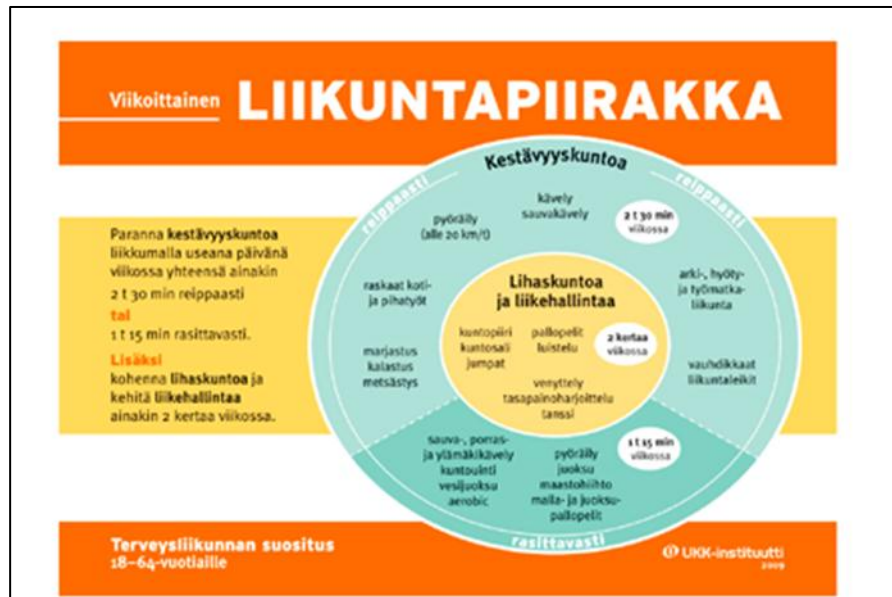 Viikoittainen LIIKUNTAPIIRAKKA
Paranna kestävyyskuntoa
liikkumalla useana päivänä
viikossa yhteensä ainakin
2 t 30 min reippaasti
tai
1 t 15 min rasittavasti.
Lisäksi
kohenna lihaskuntoa ja
kehitä liikehallintaa
ainakin 2 kertaa viikossa.
Kestävyyskuntoa
reippaasti
reippaasti
kävely
sauvakävely
2 t 30 min
viikossa
pyöräily
(alle 20 km/t)
raskaat koti-
ja pihatyöt
arki-, hyöty-
ja työmatka-
liikunta
marjastus
kalastus
metsästys
vauhdikkaat
liikuntaleikit
Lihaskuntoa
ja liikehallintaa
kuntopiiri
kuntosali
jumpat
pallopelit
luistelu
2 kertaa
viikossa
venyttely
tasapainoharjoittelu
tanssi
sauva-, porras-
ja ylämäkikävely
kuntouinti
vesijuoksu
aerobic
pyöräily
juoksu
maastohiihto
maila- ja juoksu-
pallopelit
1 t 15 min
viikossa
rasittavasti
Terveysliikunnan suositus
18–64-vuotiaille
UKK-instituutti
2009